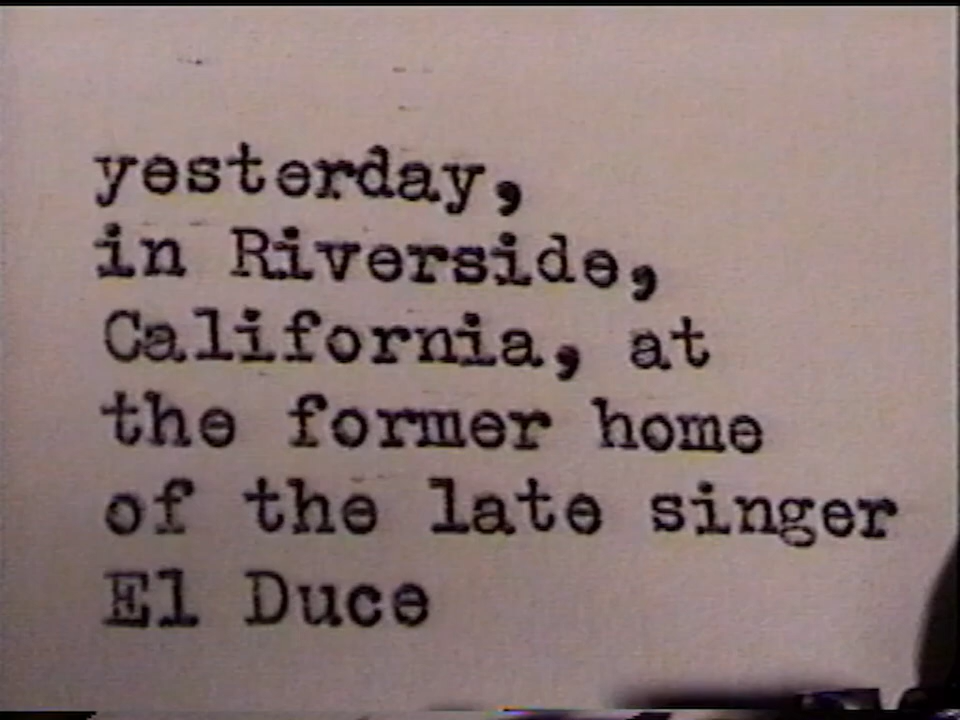 yesterday,
in Riverside,
California, at
the former home
of the late singer
El Duce